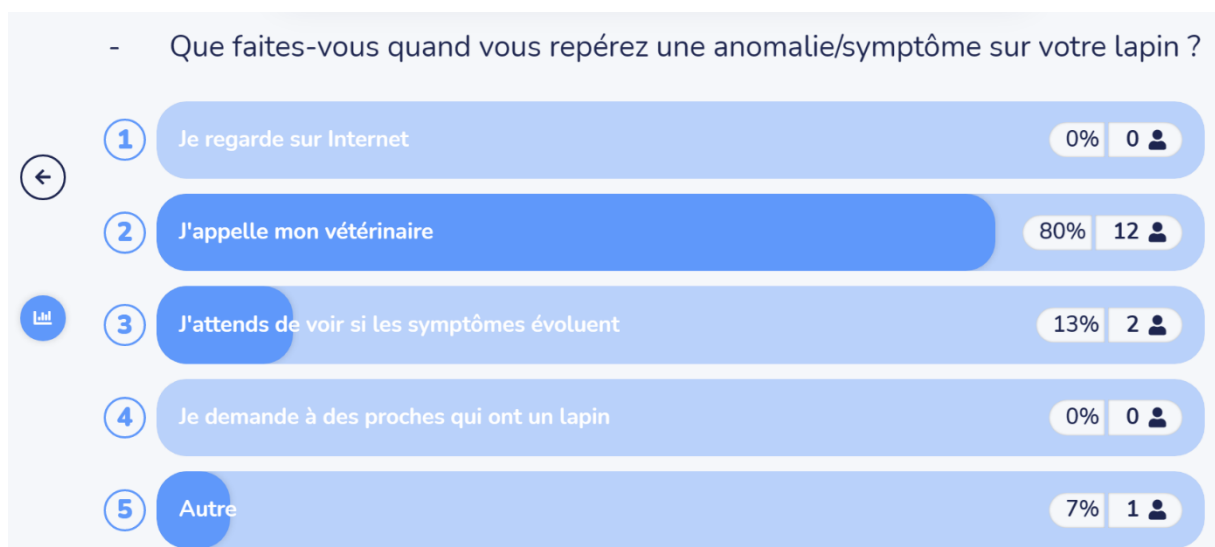 - Que faites-vous quand vous repérez une anomalie/symptôme sur votre lapin ?
1 Je regarde sur Internet 0% 0
2 J'appelle mon vétérinaire 80% 12
3 J'attends de voir si les symptômes évoluent 13% 2
4 Je demande à des proches qui ont un lapin 0% 0
5 Autre 7% 1